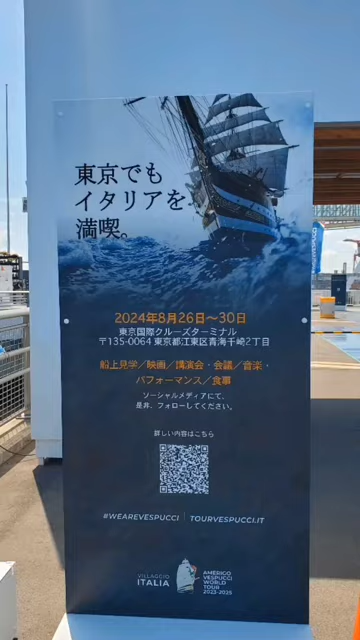 東京でも
イタリアを
満喫。
2024年8月26日〜30日
東京国際クルーズターミナル
〒135-0064 東京都江東区青海千崎2丁目
船上見学／映画／講演会・会議／音楽・
パフォーマンス／食事
ソーシャルメディアにて、
是非、フォローしてください。
詳しい内容はこちら
#WEAREVESPUCCI | TOURVESPUCCI.IT
VILLAGGIO
ITALIA
AMERIGO
VESPUCCI
WORLD
TOUR
2023-2025